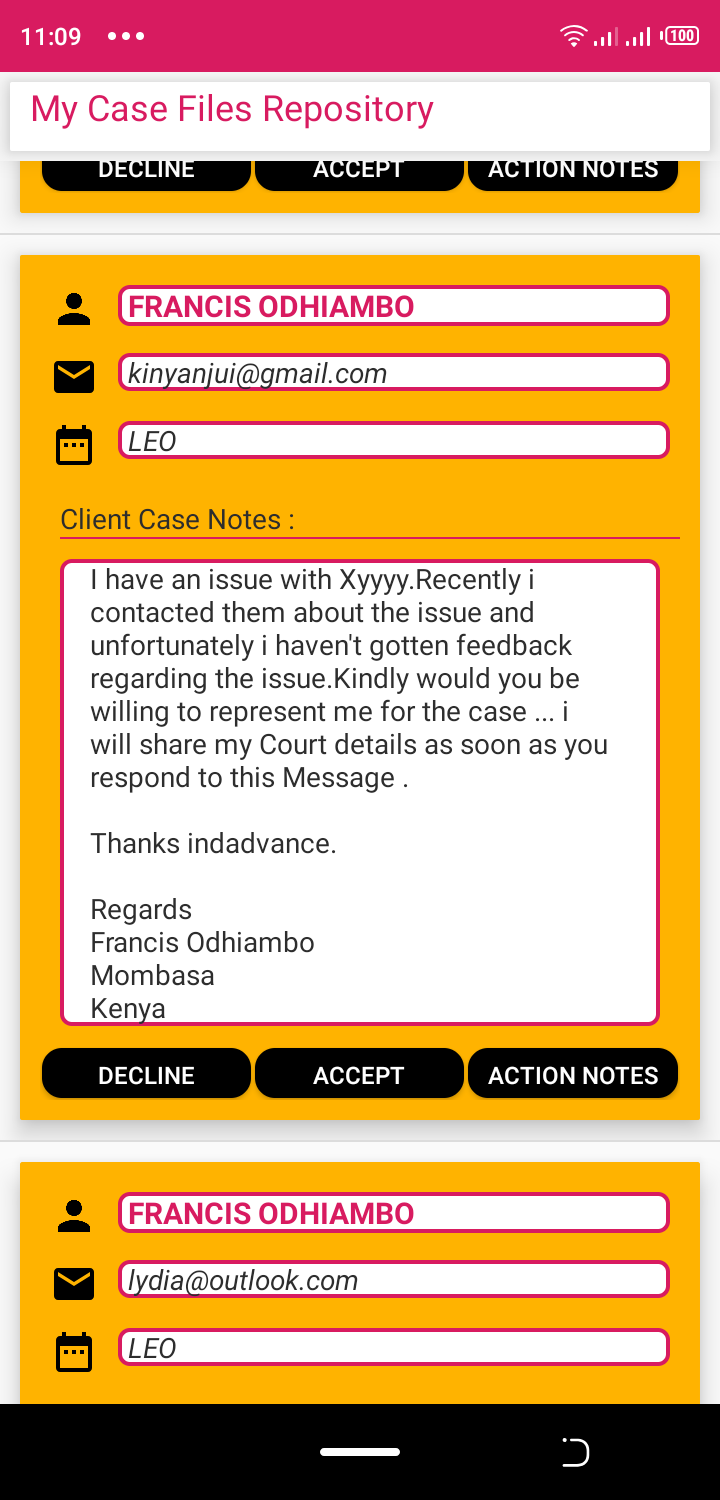 11:09
100
My Case Files Repository
DECLINE ACCEPT ACTION NOTES
FRANCIS ODHIAMBO
kinyanjui@gmail.com
LEO
Client Case Notes :
I have an issue with Xyyyy.Recently i
contacted them about the issue and
unfortunately i haven't gotten feedback
regarding the issue.Kindly would you be
willing to represent me for the case ... i
will share my Court details as soon as you
respond to this Message .
Thanks indadvance.
Regards
Francis Odhiambo
Mombasa
Kenya
DECLINE ACCEPT ACTION NOTES
FRANCIS ODHIAMBO
lydia@outlook.com
LEO